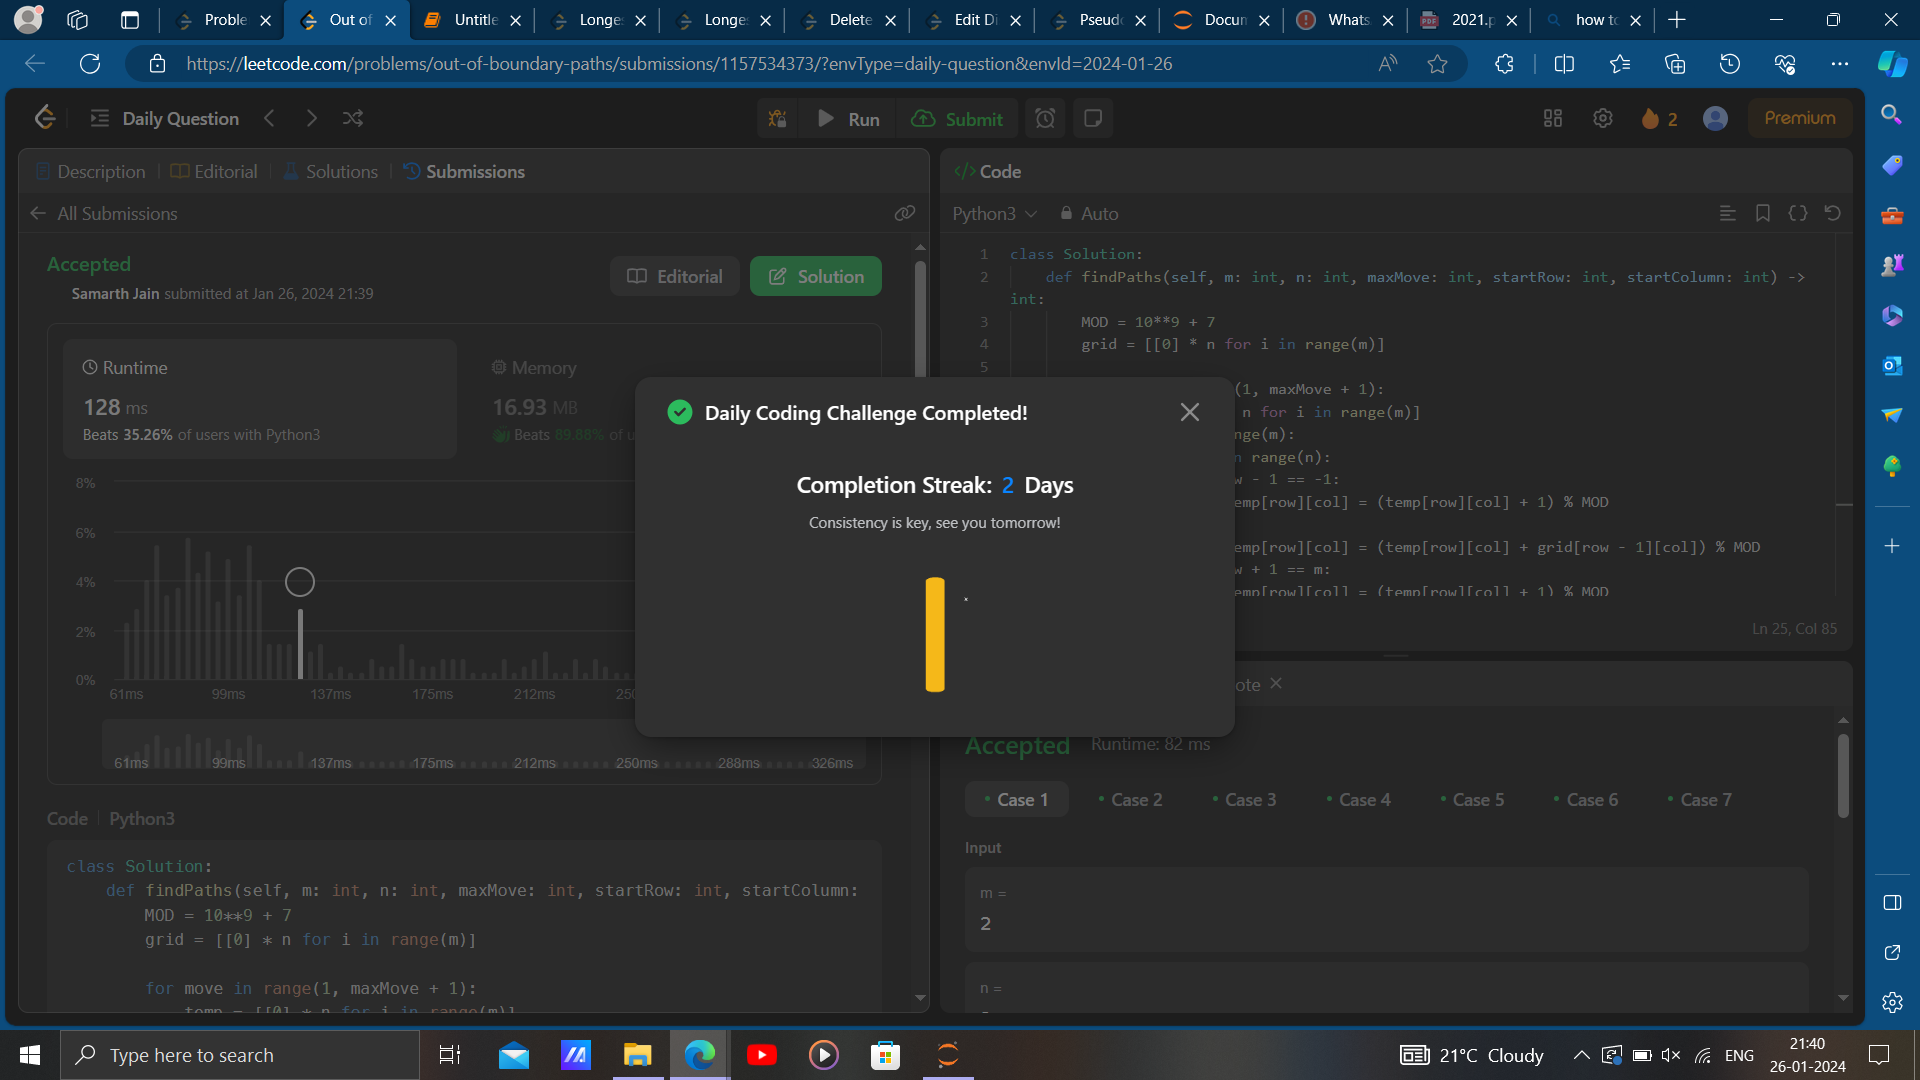 Proble
Out of
Untitle
Longes
Longes
Delete
Edit Di
Pseudo
Docum
Whats
2021.p
how to
https://leetcode.com/problems/out-of-boundary-paths/submissions/1157534373/?envType=daily-question&envId=2024-01-26
Daily Question
Run
Submit
2
Premium
Description
Editorial
Solutions
Submissions
All Submissions
Accepted
Samarth Jain submitted at Jan 26, 2024 21:39
Editorial
Solution
Runtime
128 ms
Beats 35.26% of users with Python3
Memory
16.93 MB
Beats 89.88% of u
8%
6%
4%
2%
0%
61ms 99ms 137ms 175ms 212ms 250
61ms 99ms 137ms 175ms 212ms 250ms 288ms 326ms
Code | Python3
class Solution:
def findPaths(self, m: int, n: int, maxMove: int, startRow: int, startColumn:
MOD = 10**9 + 7
grid = [[0] * n for i in range(m)]
for move in range(1, maxMove + 1):
temp = [[0] * n for i in range(m)]
Daily Coding Challenge Completed!
Completion Streak: 2 Days
Consistency is key, see you tomorrow!
</> Code
Python3
Auto
1 class Solution:
2 def findPaths(self, m: int, n: int, maxMove: int, startRow: int, startColumn: int) ->
int:
3 MOD = 10**9 + 7
4 grid = [[0] * n for i in range(m)]
5
(1, maxMove + 1):
n for i in range(m)]
nge(m):
n range(n):
w - 1 == -1:
emp[row][col] = (temp[row][col] + 1) % MOD
emp[row][col] = (temp[row][col] + grid[row - 1][col]) % MOD
w + 1 == m:
emp[row][col] = (temp[row][col] + 1) % MOD
Ln 25, Col 85
ote
Accepted
Runtime: 82 ms
Case 1
Case 2
Case 3
Case 4
Case 5
Case 6
Case 7
Input
m =
2
n =
Type here to search
21°C Cloudy
ENG
21:40
26-01-2024